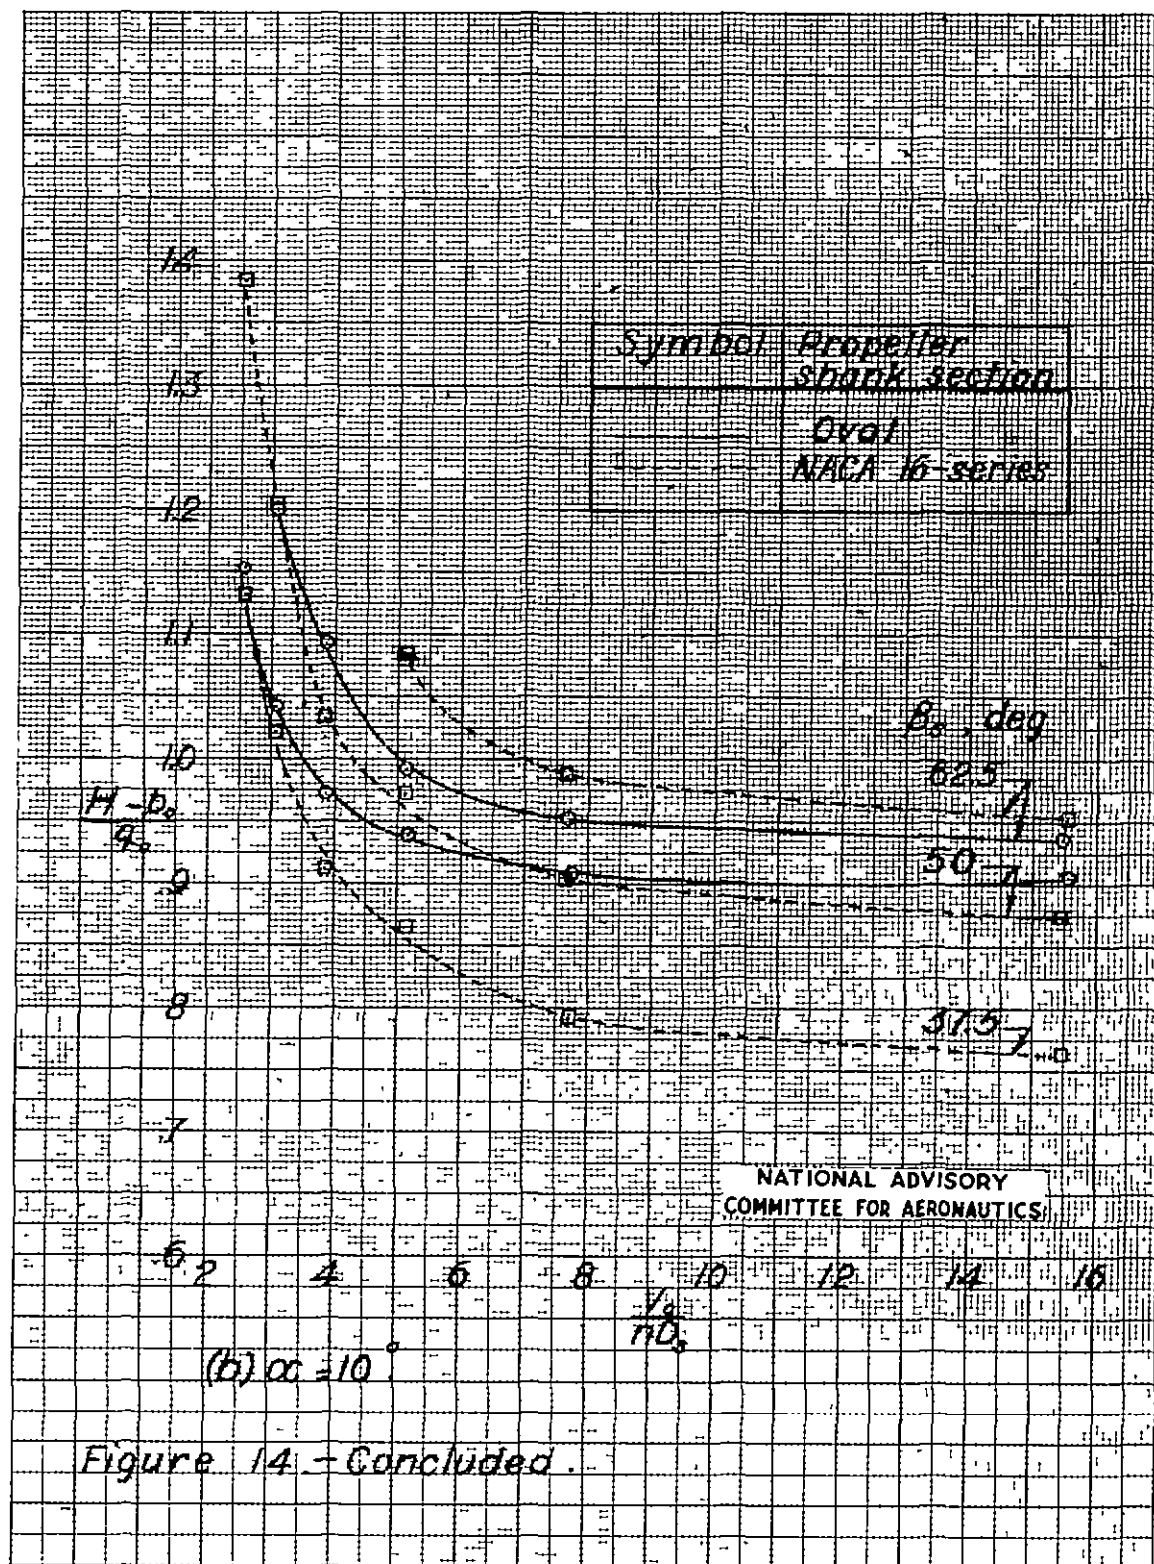 1.4
Symbol Propeller
shank section
1.3
Oval
NACA 16-series
1.2
1.1
βs, deg
1.0
62.5
H - p₀
q₀
50
.9
.8
37.5
.7
NATIONAL ADVISORY
COMMITTEE FOR AERONAUTICS
.6
2 4 6 8 10 12 14 16
V₀
nDs
(b) α = 10°.
Figure 14.-Concluded.